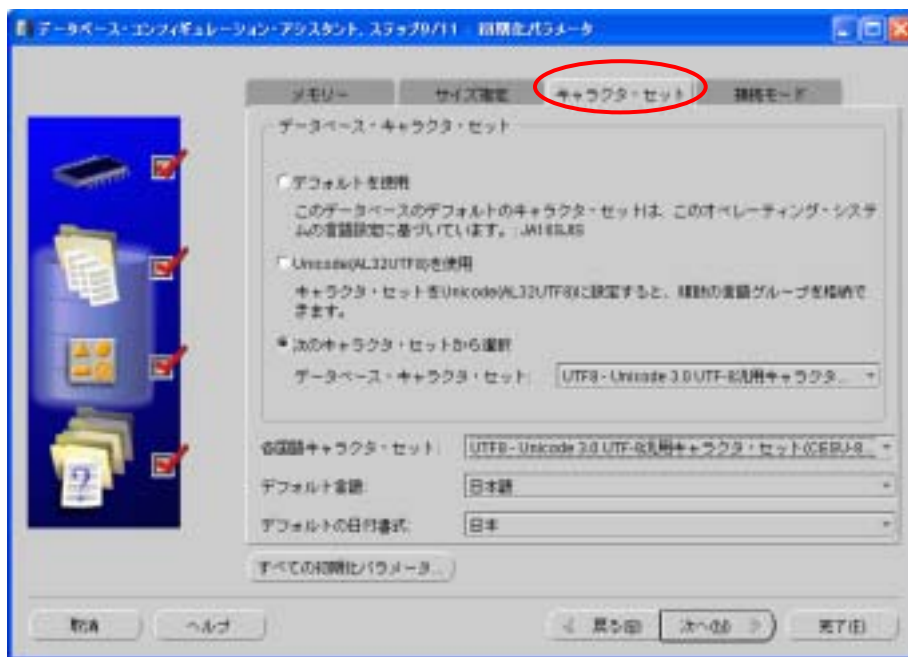 データベース・コンフィギュレーション・アシスタント, ステップ9/11 : 初期化パラメータ
メモリー
サイズ指定
キャラクタ・セット
接続モード
データベース・キャラクタ・セット
デフォルトを使用
このデータベースのデフォルトのキャラクタ・セットは、このオペレーティング・システ
ムの言語設定に基づいています。: JA16SJIS
Unicode(AL32UTF8)を使用
キャラクタ・セットをUnicode(AL32UTF8)に設定すると、複数の言語グループを格納で
きます。
次のキャラクタ・セットから選択
データベース・キャラクタ・セット:
UTF8 - Unicode 3.0 UTF-8汎用キャラクタ...
各国語キャラクタ・セット:
UTF8 - Unicode 3.0 UTF-8汎用キャラクタ・セット(CESU-8...
デフォルト言語:
日本語
デフォルトの日付書式:
日本
すべての初期化パラメータ...
取消
ヘルプ
戻る(B)
次へ(N)
完了(F)
?